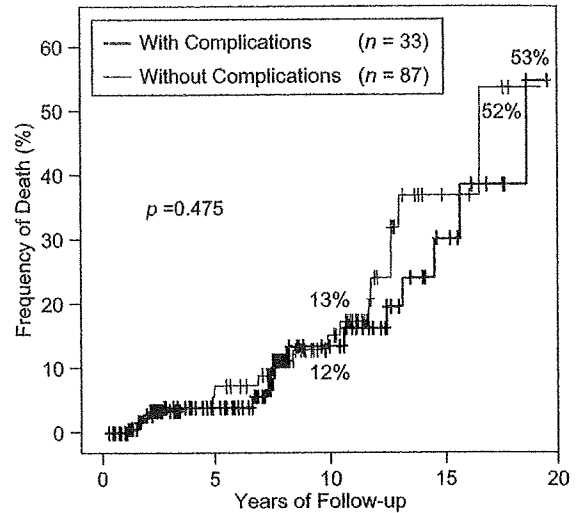 With Complications (n = 33)
Without Complications (n = 87)
53%
52%
p =0.475
13%
12%
Frequency of Death (%)
60
50
40
30
20
10
0
0 5 10 15 20
Years of Follow-up